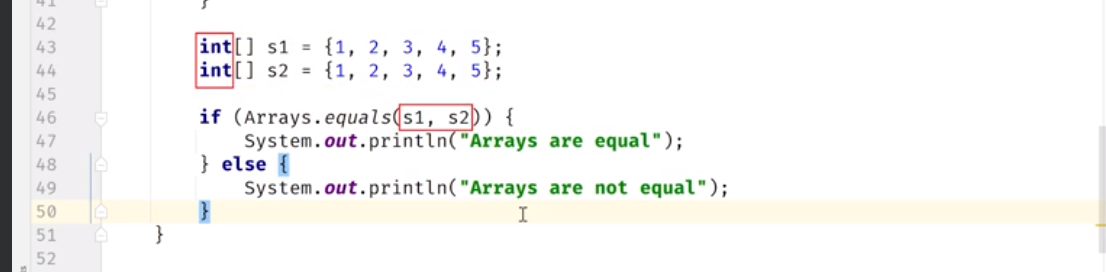 41 }
42
43 int[] s1 = {1, 2, 3, 4, 5};
44 int[] s2 = {1, 2, 3, 4, 5};
45
46 if (Arrays.equals(s1, s2)) {
47 System.out.println("Arrays are equal");
48 } else {
49 System.out.println("Arrays are not equal");
50 }
51 }
52